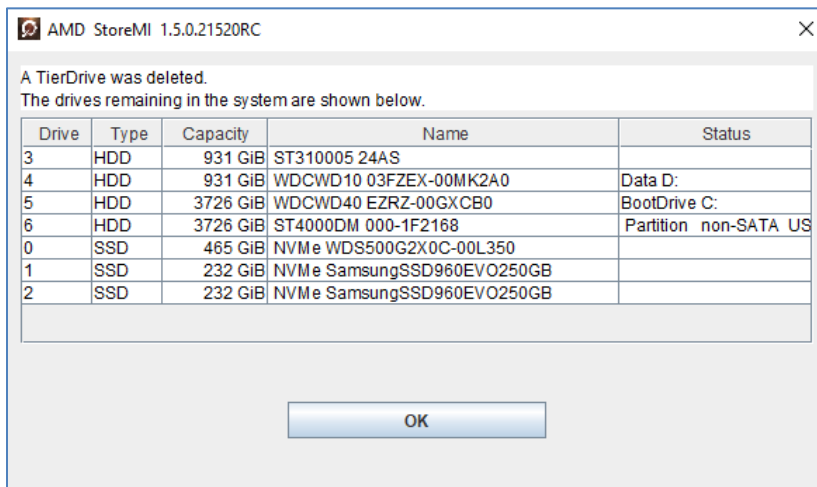 AMD StoreMI 1.5.0.21520RC
A TierDrive was deleted.
The drives remaining in the system are shown below.
Drive Type Capacity Name Status
3 HDD 931 GiB ST310005 24AS
4 HDD 931 GiB WDCWD10 03FZEX-00MK2A0 Data D:
5 HDD 3726 GiB WDCWD40 EZRZ-00GXCB0 BootDrive C:
6 HDD 3726 GiB ST4000DM 000-1F2168 Partition non-SATA US
0 SSD 465 GiB NVMe WDS500G2X0C-00L350
1 SSD 232 GiB NVMe SamsungSSD960EVO250GB
2 SSD 232 GiB NVMe SamsungSSD960EVO250GB
OK